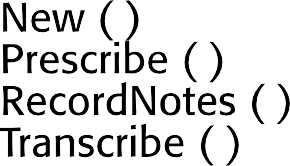 New ( )
Prescribe ( )
RecordNotes ( )
Transcribe ( )